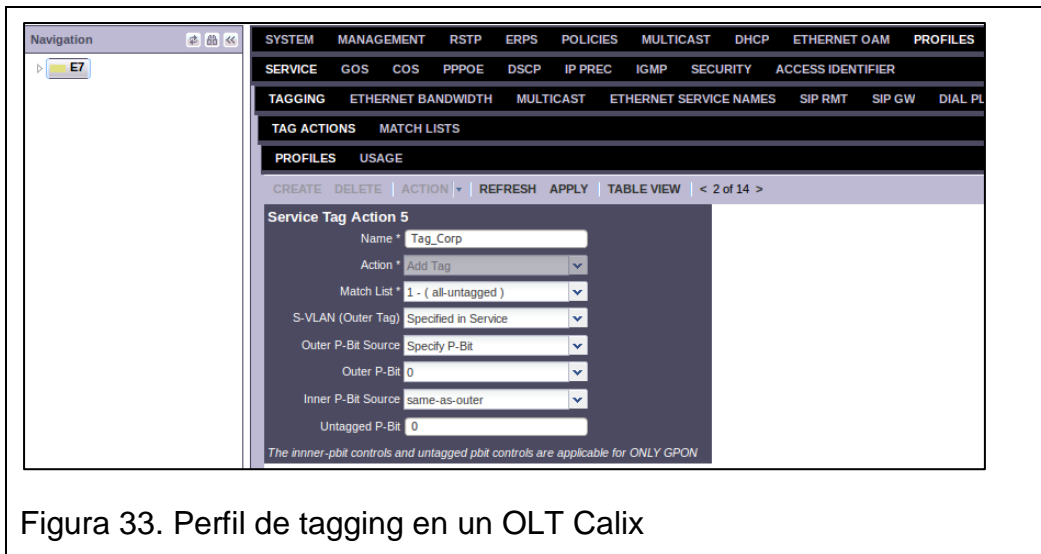 Navigation
SYSTEM MANAGEMENT RSTP ERPS POLICIES MULTICAST DHCP ETHERNET OAM PROFILES
E7
SERVICE GOS COS PPPOE DSCP IP PREC IGMP SECURITY ACCESS IDENTIFIER
TAGGING ETHERNET BANDWIDTH MULTICAST ETHERNET SERVICE NAMES SIP RMT SIP GW DIAL PL
TAG ACTIONS MATCH LISTS
PROFILES USAGE
CREATE DELETE ACTION REFRESH APPLY TABLE VIEW < 2 of 14 >
Service Tag Action 5
Name * Tag_Corp
Action * Add Tag
Match List * 1 - ( all-untagged )
S-VLAN (Outer Tag) Specified in Service
Outer P-Bit Source Specify P-Bit
Outer P-Bit 0
Inner P-Bit Source same-as-outer
Untagged P-Bit 0
The innner-pbit controls and untagged pbit controls are applicable for ONLY GPON
Figura 33. Perfil de tagging en un OLT Calix